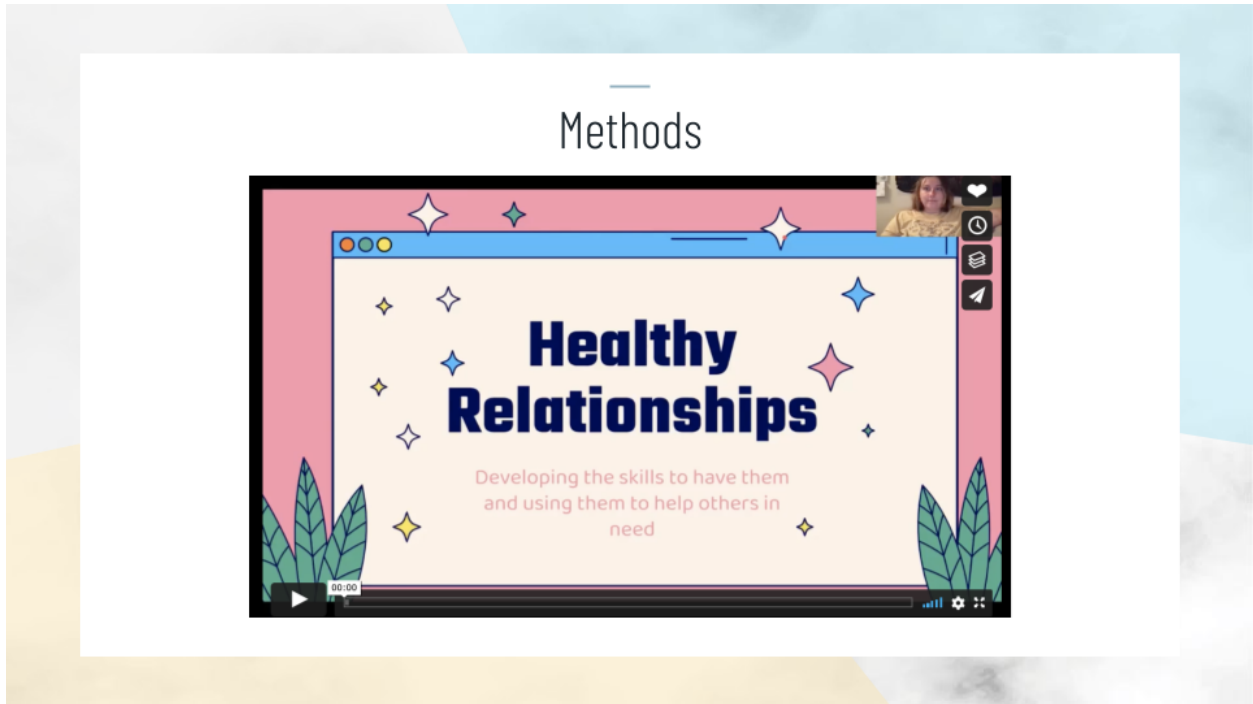 Methods
Healthy
Relationships
Developing the skills to have them
and using them to help others in
need
00:00